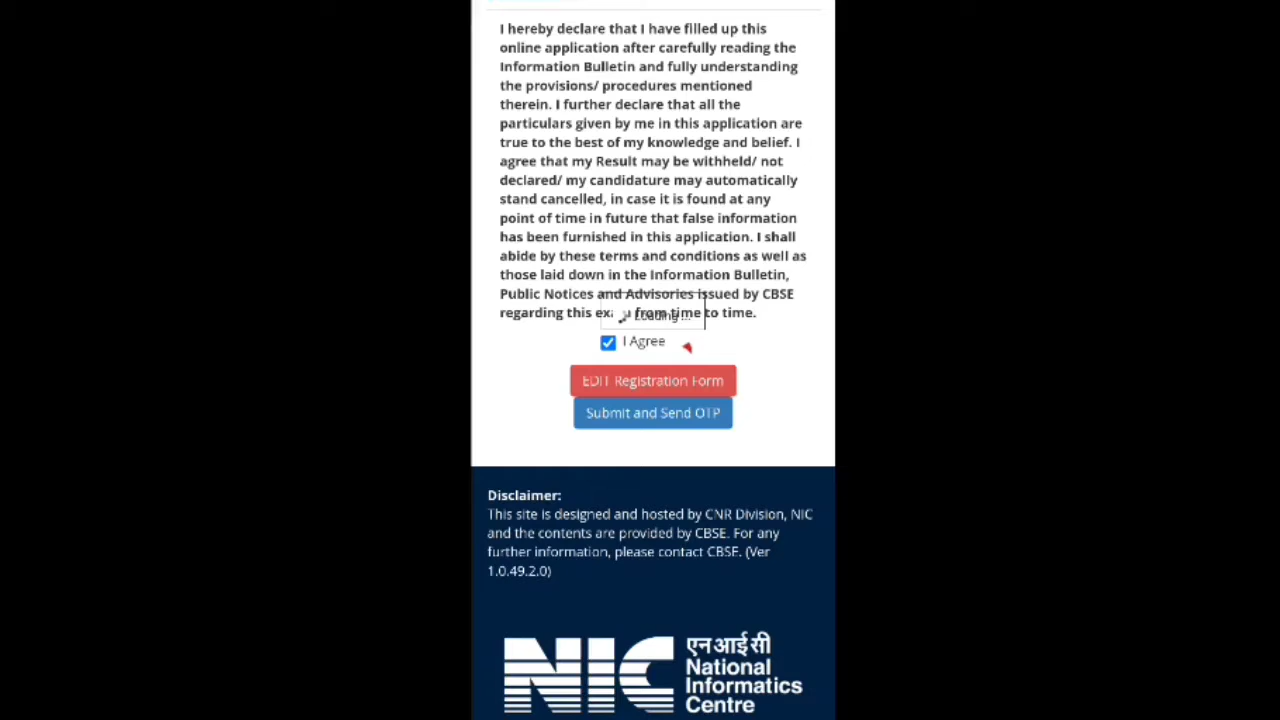 I hereby declare that I have filled up this
online application after carefully reading the
Information Bulletin and fully understanding
the provisions/ procedures mentioned
therein. I further declare that all the
particulars given by me in this application are
true to the best of my knowledge and belief. I
agree that my Result may be withheld/ not
declared/ my candidature may automatically
stand cancelled, in case it is found at any
point of time in future that false information
has been furnished in this application. I shall
abide by these terms and conditions as well as
those laid down in the Information Bulletin,
Public Notices and Advisories issued by CBSE
regarding this from time to time.
Loading...
I Agree
EDIT Registration Form
Submit and Send OTP
Disclaimer:
This site is designed and hosted by CNR Division, NIC
and the contents are provided by CBSE. For any
further information, please contact CBSE. (Ver
1.0.49.2.0)
NIC
एन आई सी
National
Informatics
Centre